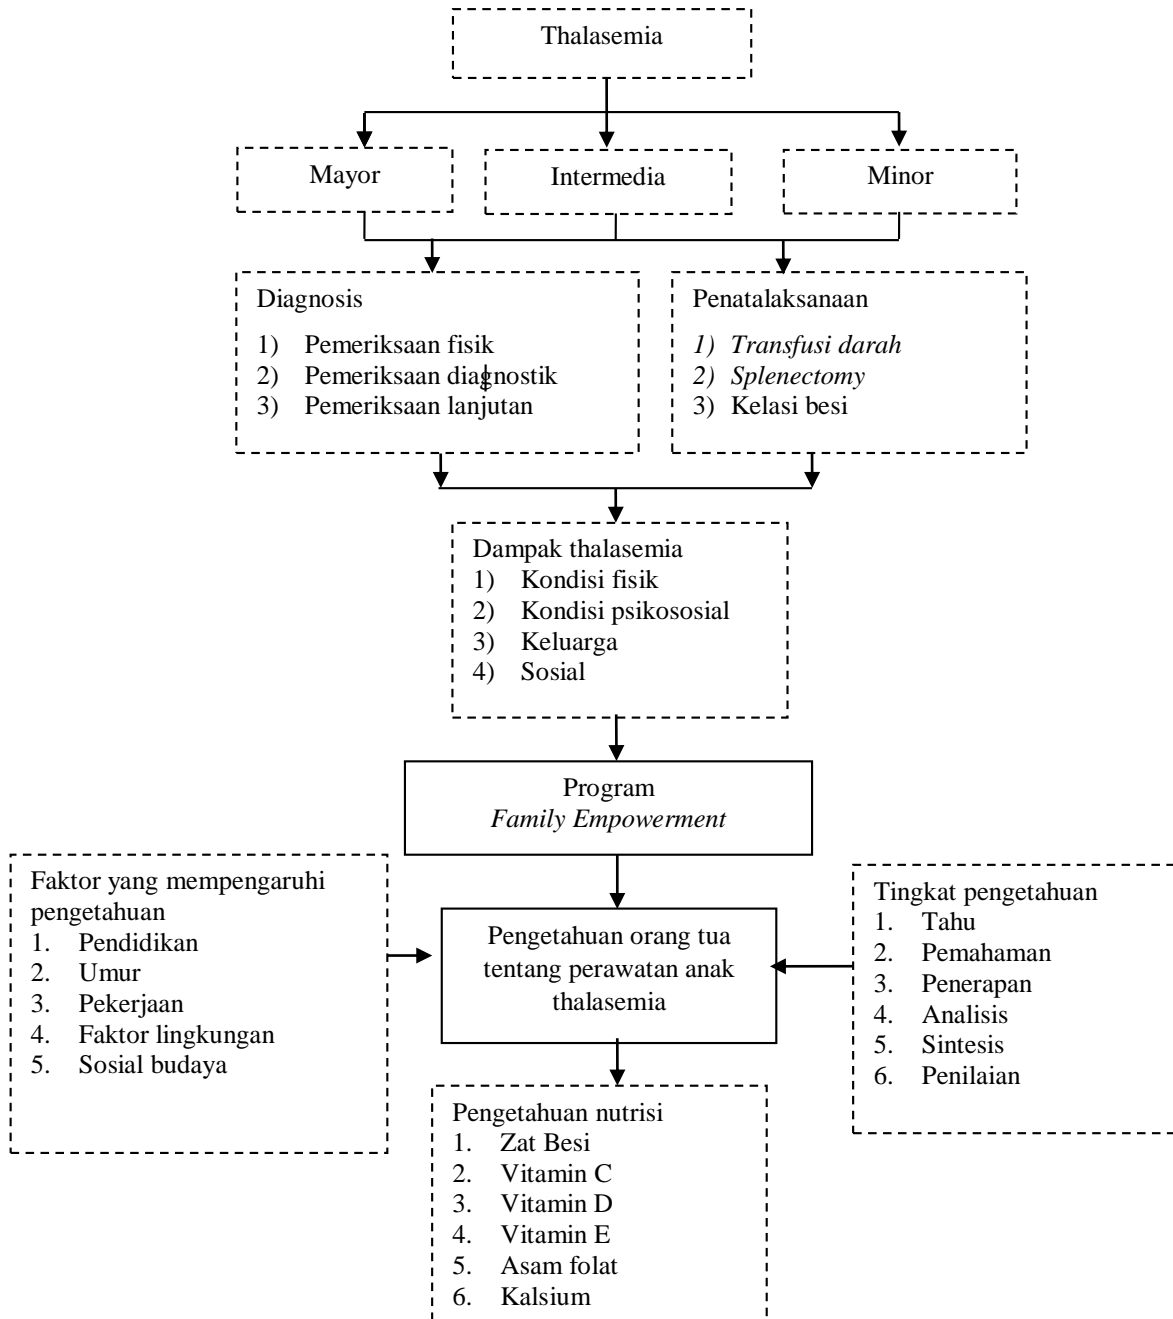 Thalasemia
Mayor
Intermedia
Minor
Diagnosis
1) Pemeriksaan fisik
2) Pemeriksaan diagnostik
3) Pemeriksaan lanjutan
Penatalaksanaan
1) Transfusi darah
2) Splenectomy
3) Kelasi besi
Dampak thalasemia
1) Kondisi fisik
2) Kondisi psikososial
3) Keluarga
4) Sosial
Program
Family Empowerment
Faktor yang mempengaruhi
pengetahuan
1. Pendidikan
2. Umur
3. Pekerjaan
4. Faktor lingkungan
5. Sosial budaya
Pengetahuan orang tua
tentang perawatan anak
thalasemia
Tingkat pengetahuan
1. Tahu
2. Pemahaman
3. Penerapan
4. Analisis
5. Sintesis
6. Penilaian
Pengetahuan nutrisi
1. Zat Besi
2. Vitamin C
3. Vitamin D
4. Vitamin E
5. Asam folat
6. Kalsium